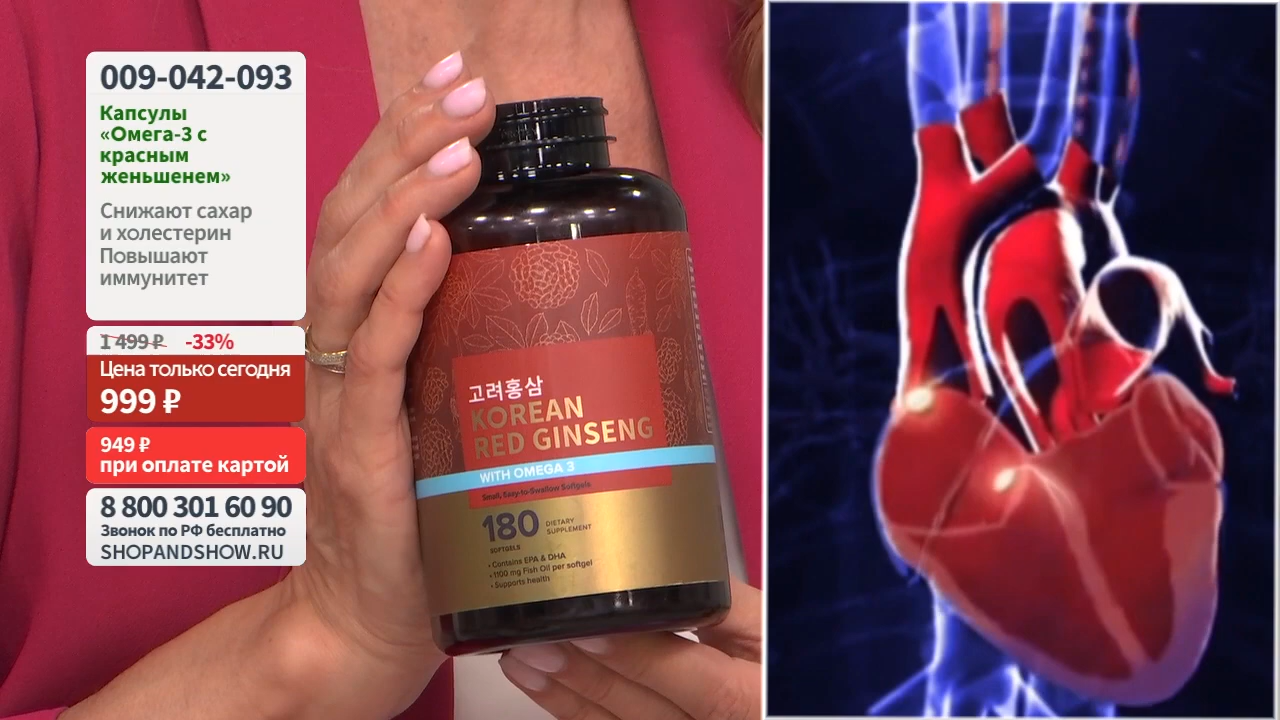 009-042-093
Капсулы
«Омега-3 с
красным
женьшенем»
Снижают сахар
и холестерин
Повышают
иммунитет
1 499 ₽ -33%
Цена только сегодня
999 ₽
949 ₽
при оплате картой
8 800 301 60 90
Звонок по РФ бесплатно
SHOPANDSHOW.RU
고려홍삼
KOREAN
RED GINSENG
WITH OMEGA 3
Small, Easy-to-Swallow Softgels
180 DIETARY
SUPPLEMENT
SOFTGELS
• Contains EPA & DHA
• 1100 mg Fish Oil per softgel
• Supports health